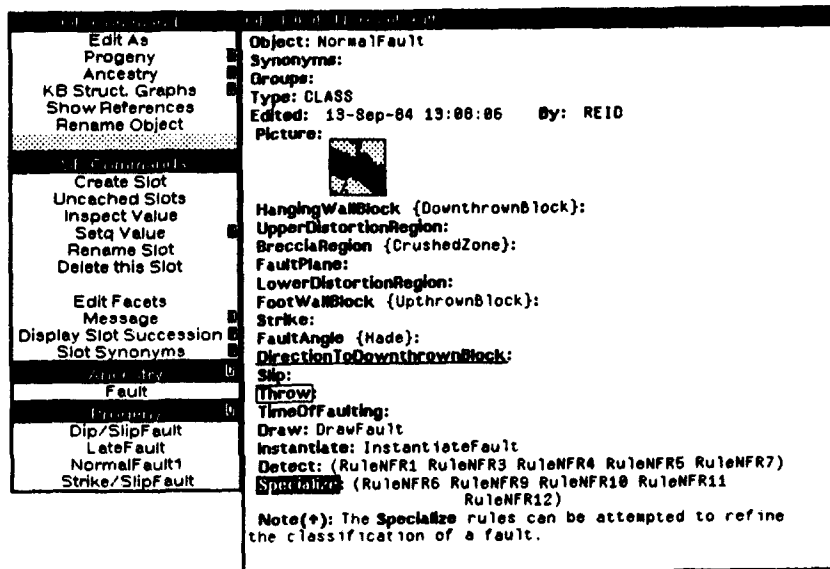 Edit As
Progeny
Ancestry
KB Struct. Graphs
Show References
Rename Object
Commands
Create Slot
Uncached Slots
Inspect Value
Setq Value
Rename Slot
Delete this Slot
Edit Facets
Message
Display Slot Succession
Slot Synonyms
Ancestry
Fault
Progeny
Dip/SlipFault
LateFault
NormalFault1
Strike/SlipFault
Object: NormalFault
Synonyms:
Groups:
Type: CLASS
Edited: 13-Sep-84 13:08:06 By: REID
Picture:
HangingWallBlock {DownthrownBlock}:
UpperDistortionRegion:
BrecciaRegion {CrushedZone}:
FaultPlane:
LowerDistortionRegion:
FootWallBlock {UpthrownBlock}:
Strike:
FaultAngle {Hade}:
DirectionToDownthrownBlock:
Slip:
Throw:
TimeOfFaulting:
Draw: DrawFault
Instantiate: InstantiateFault
Detect: (RuleNFR1 RuleNFR3 RuleNFR4 RuleNFR5 RuleNFR7)
Specialize: (RuleNFR6 RuleNFR9 RuleNFR10 RuleNFR11
RuleNFR12)
Note(+): The Specialize rules can be attempted to refine
the classification of a fault.